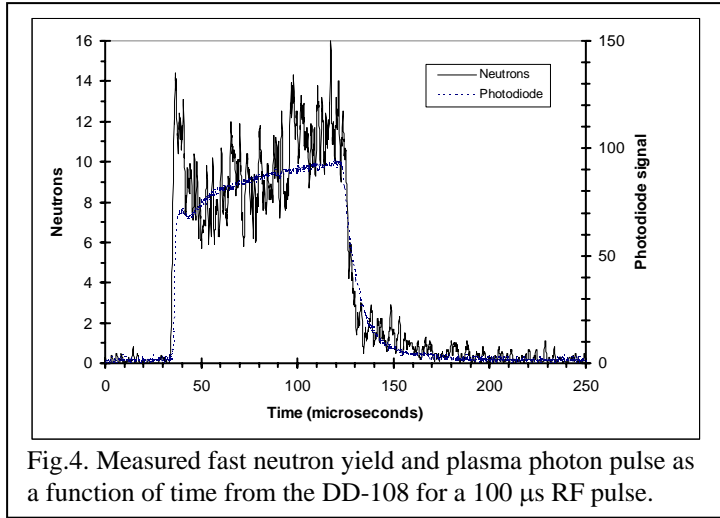 16
14
12
10
8
6
4
2
0
Neutrons
150
100
50
0
Photodiode signal
Neutrons
Photodiode
0 50 100 150 200 250
Time (microseconds)
Fig.4. Measured fast neutron yield and plasma photon pulse as
a function of time from the DD-108 for a 100 μs RF pulse.